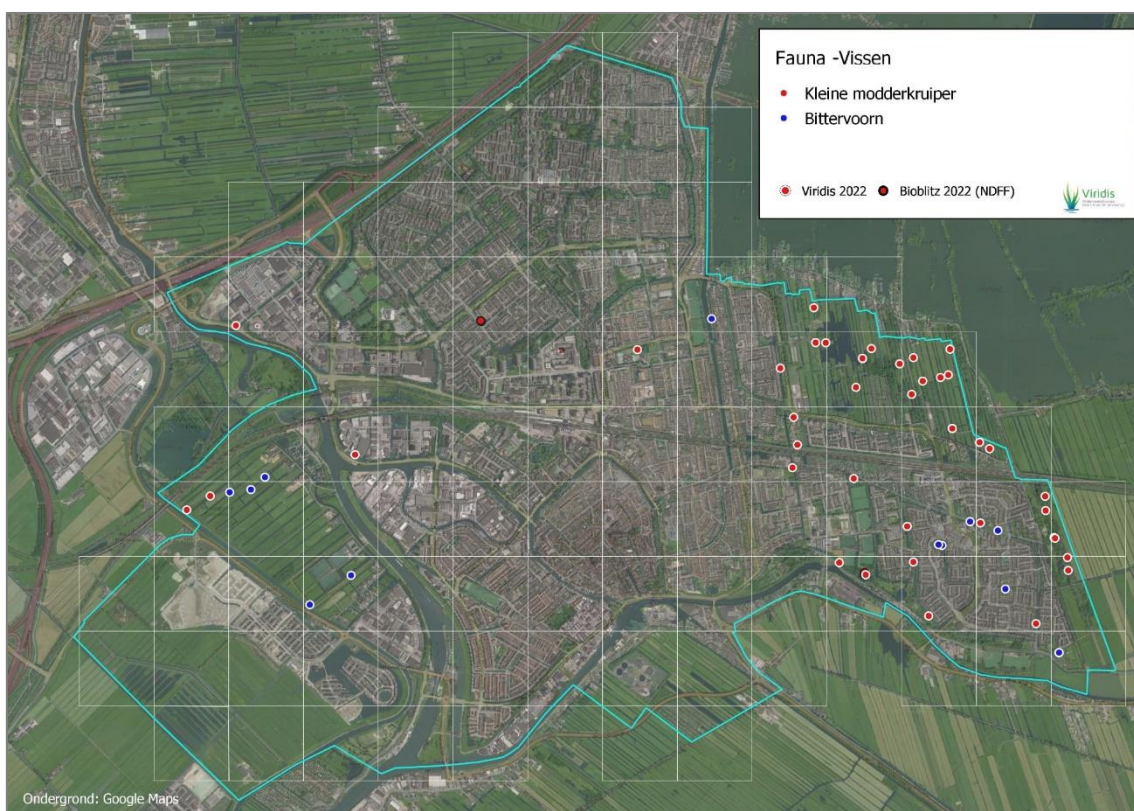 Fauna -Vissen
Kleine modderkruiper
Bittervoorn
Viridis 2022
Bioblitz 2022 (NDFF)
Viridis
Ondergrond: Google Maps